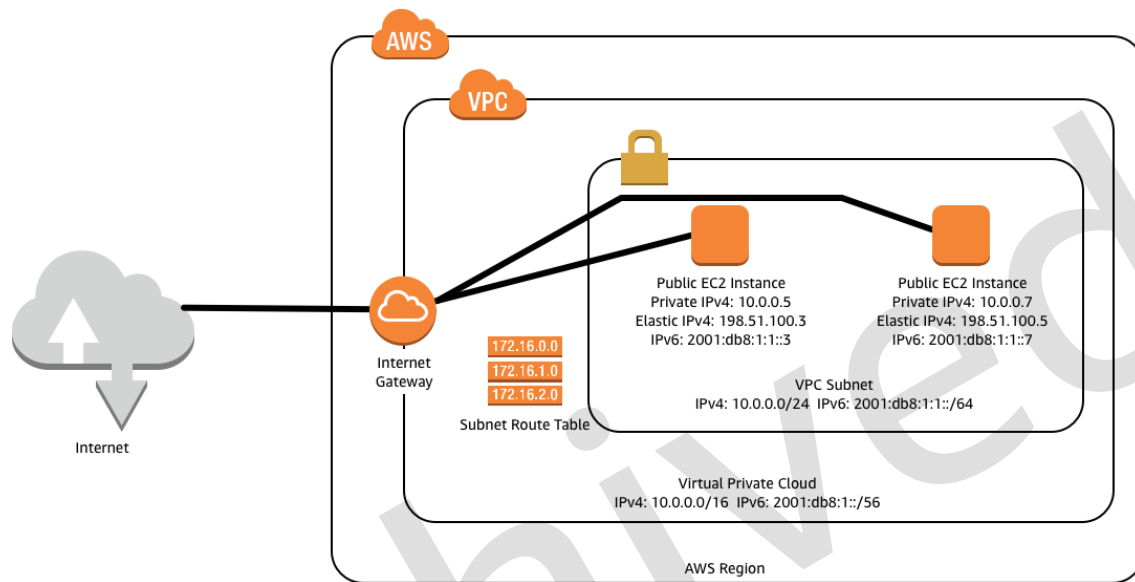 AWS
VPC
Public EC2 Instance
Private IPv4: 10.0.0.5
Elastic IPv4: 198.51.100.3
IPv6: 2001:db8:1:1::3
Public EC2 Instance
Private IPv4: 10.0.0.7
Elastic IPv4: 198.51.100.5
IPv6: 2001:db8:1:1::7
Internet
Gateway
172.16.0.0
172.16.1.0
172.16.2.0
Subnet Route Table
VPC Subnet
IPv4: 10.0.0.0/24 IPv6: 2001:db8:1:1::/64
Internet
Virtual Private Cloud
IPv4: 10.0.0.0/16 IPv6: 2001:db8:1::/56
AWS Region
hived